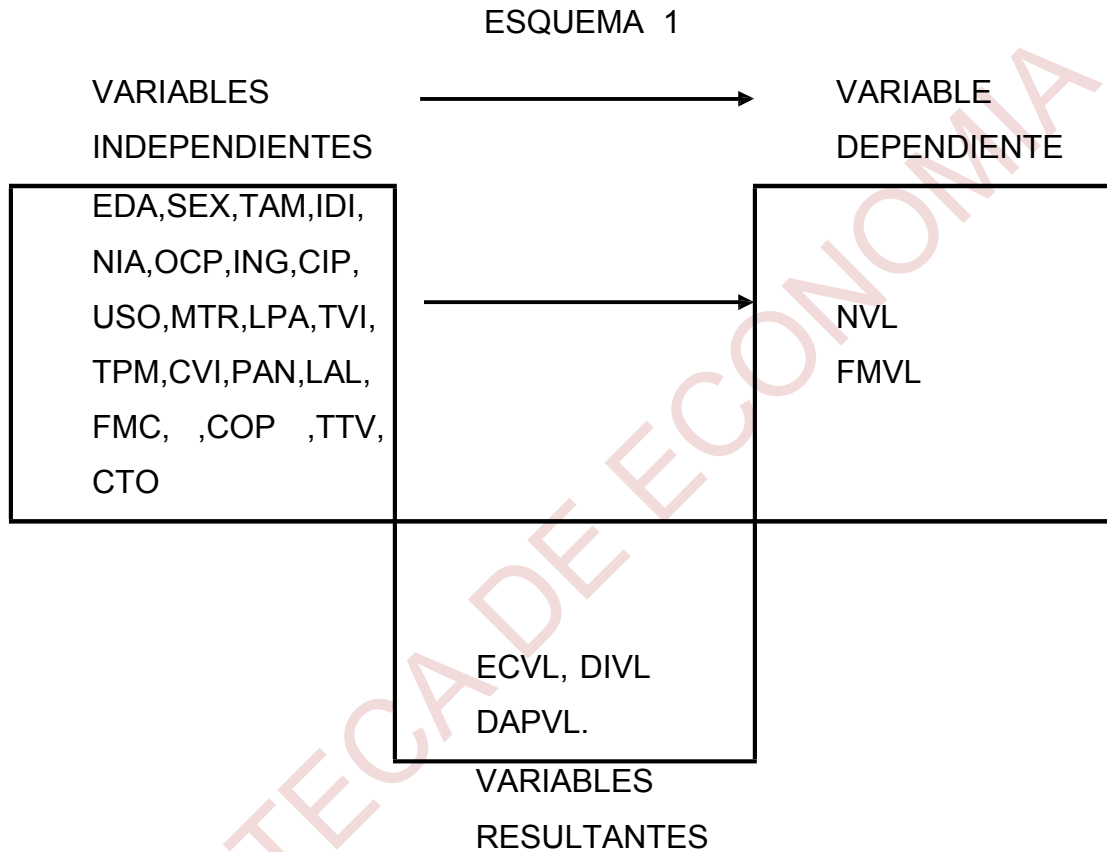 ESQUEMA 1
VARIABLES
INDEPENDIENTES
VARIABLE
DEPENDIENTE
EDA,SEX,TAM,IDI,
NIA,OCP,ING,CIP,
USO,MTR,LPA,TVI,
TPM,CVI,PAN,LAL,
FMC, ,COP ,TTV,
CTO
NVL
FMVL
ECVL, DIVL
DAPVL.
VARIABLES
RESULTANTES
TECA DE ECONOMIA